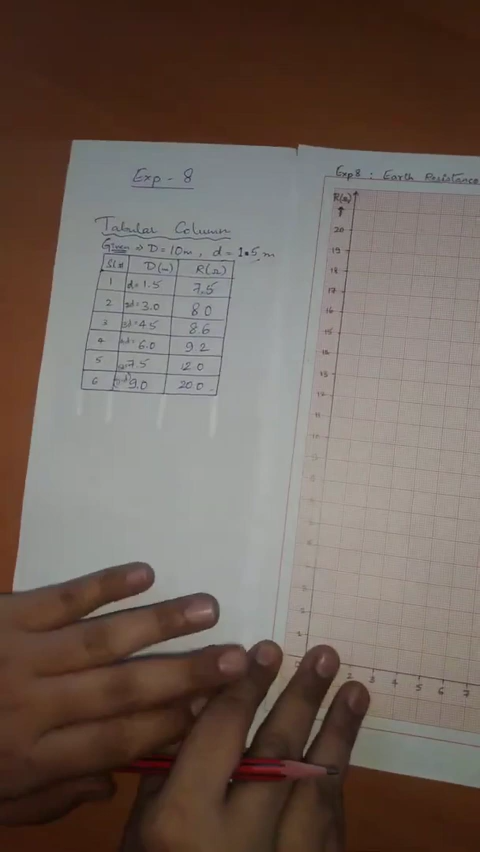 Exp - 8
Tabular Column
Given => D = 10m, d = 1.5 m
Sl # D(m) R(Ω)
1 d = 1.5 7.5
2 2d = 3.0 8.0
3 3d = 4.5 8.6
4 4d = 6.0 9.2
5 7.5 12.0
6 9.0 20.0
Exp 8 : Earth Resistance
R(Ω)
20
19
18
17
16
15
14
13
12
11
10
2 3 4 5 6 7